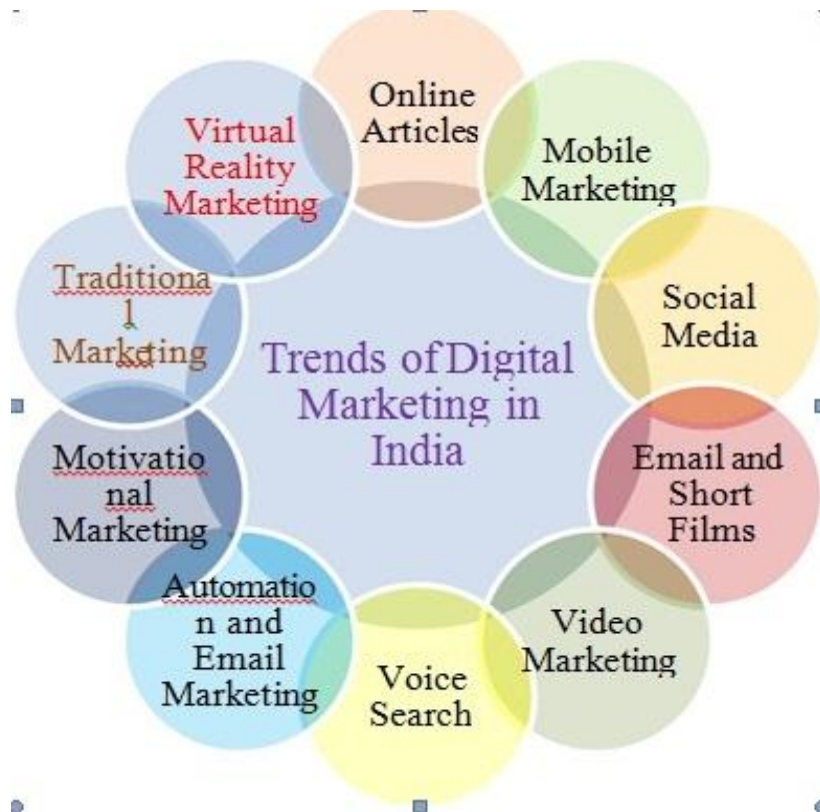 Online
Articles
Mobile
Marketing
Social
Media
Email and
Short
Films
Video
Marketing
Voice
Search
Automatio
n and
Email
Marketing
Motivatio
nal
Marketing
Traditiona
l
Marketing
Virtual
Reality
Marketing
Trends of Digital
Marketing in
India